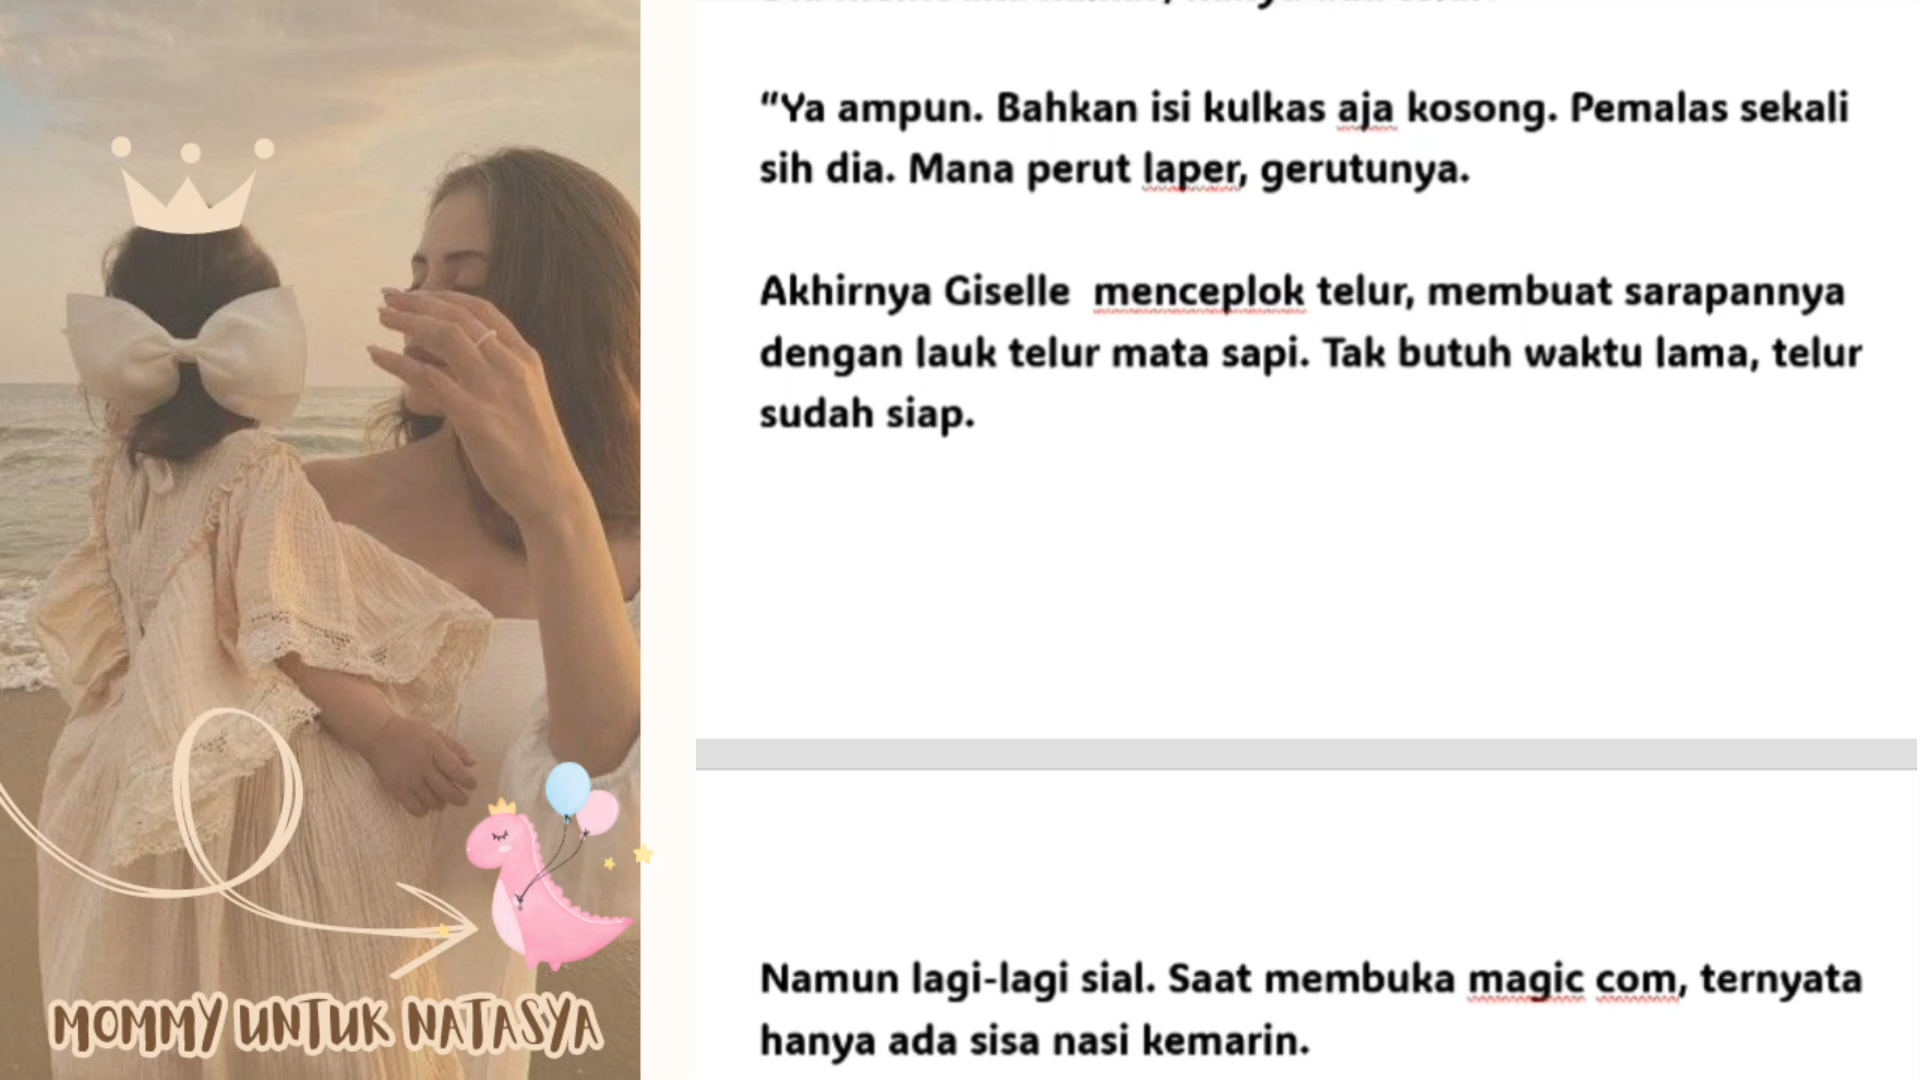 “Ya ampun. Bahkan isi kulkas aja kosong. Pemalas sekali
sih dia. Mana perut laper, gerutunya.
Akhirnya Giselle  menceplok telur, membuat sarapannya
dengan lauk telur mata sapi. Tak butuh waktu lama, telur
sudah siap.
Namun lagi-lagi sial. Saat membuka magic com, ternyata
hanya ada sisa nasi kemarin.
MOMMY UNTUK NATASYA